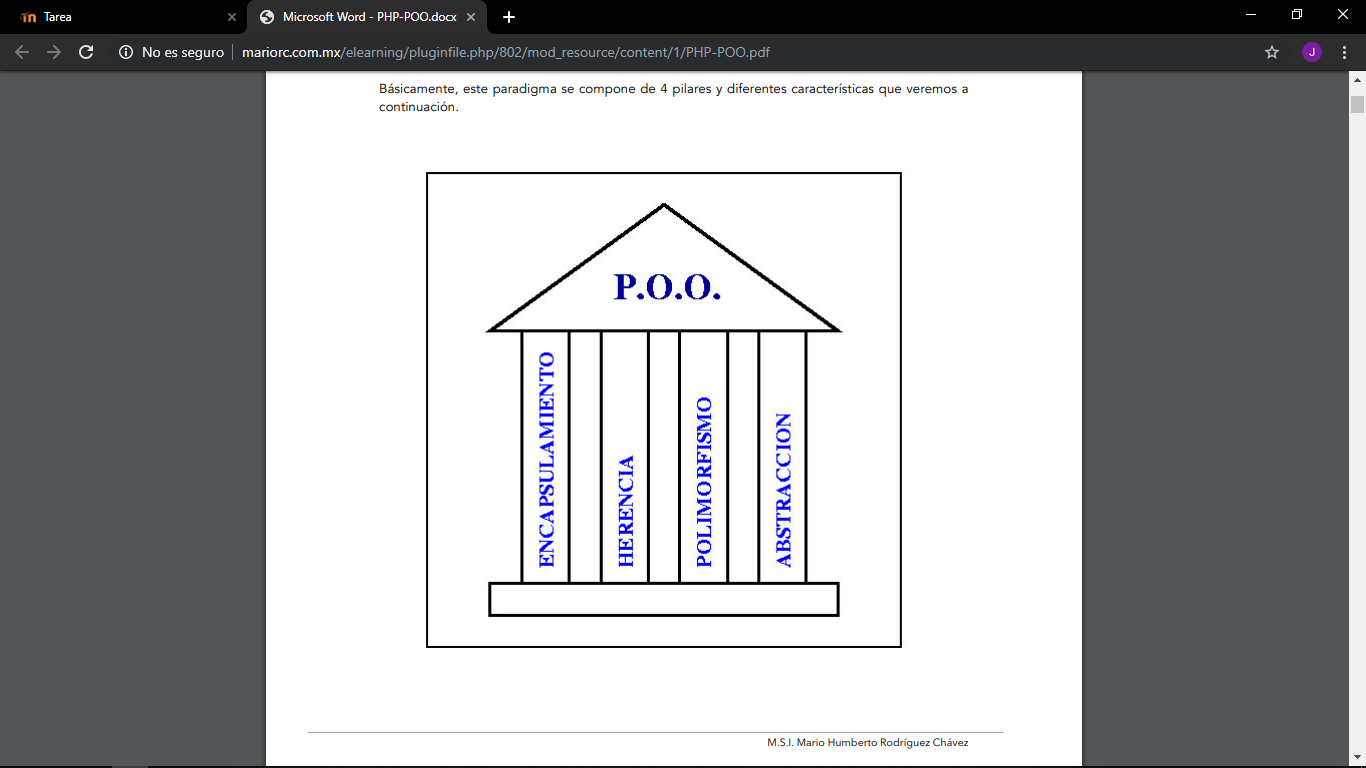 Tarea
Microsoft Word - PHP-POO.docx
No es seguro
mariorc.com.mx/elearning/pluginfile.php/802/mod_resource/content/1/PHP-POO.pdf
J
Básicamente, este paradigma se compone de 4 pilares y diferentes características que veremos a
continuación.
P.O.O.
ENCAPSULAMIENTO
HERENCIA
POLIMORFISMO
ABSTRACCION
M.S.I. Mario Humberto Rodríguez Chávez